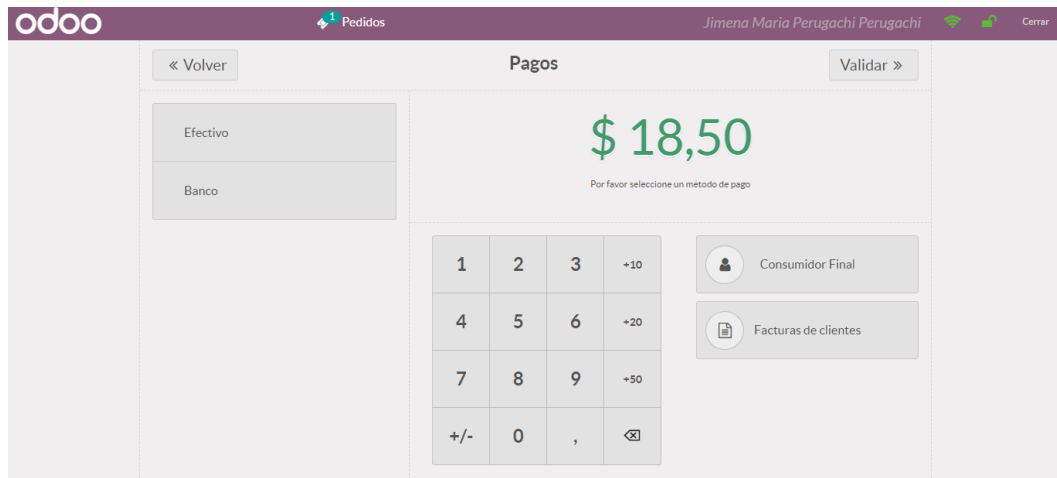 odoo
1 Pedidos
Jimena Maria Perugachi Perugachi
Cerrar
« Volver
Pagos
Validar »
Efectivo
Banco
$ 18,50
Por favor seleccione un método de pago
1 2 3 +10
4 5 6 +20
7 8 9 +50
+/- 0 ,
Consumidor Final
Facturas de clientes